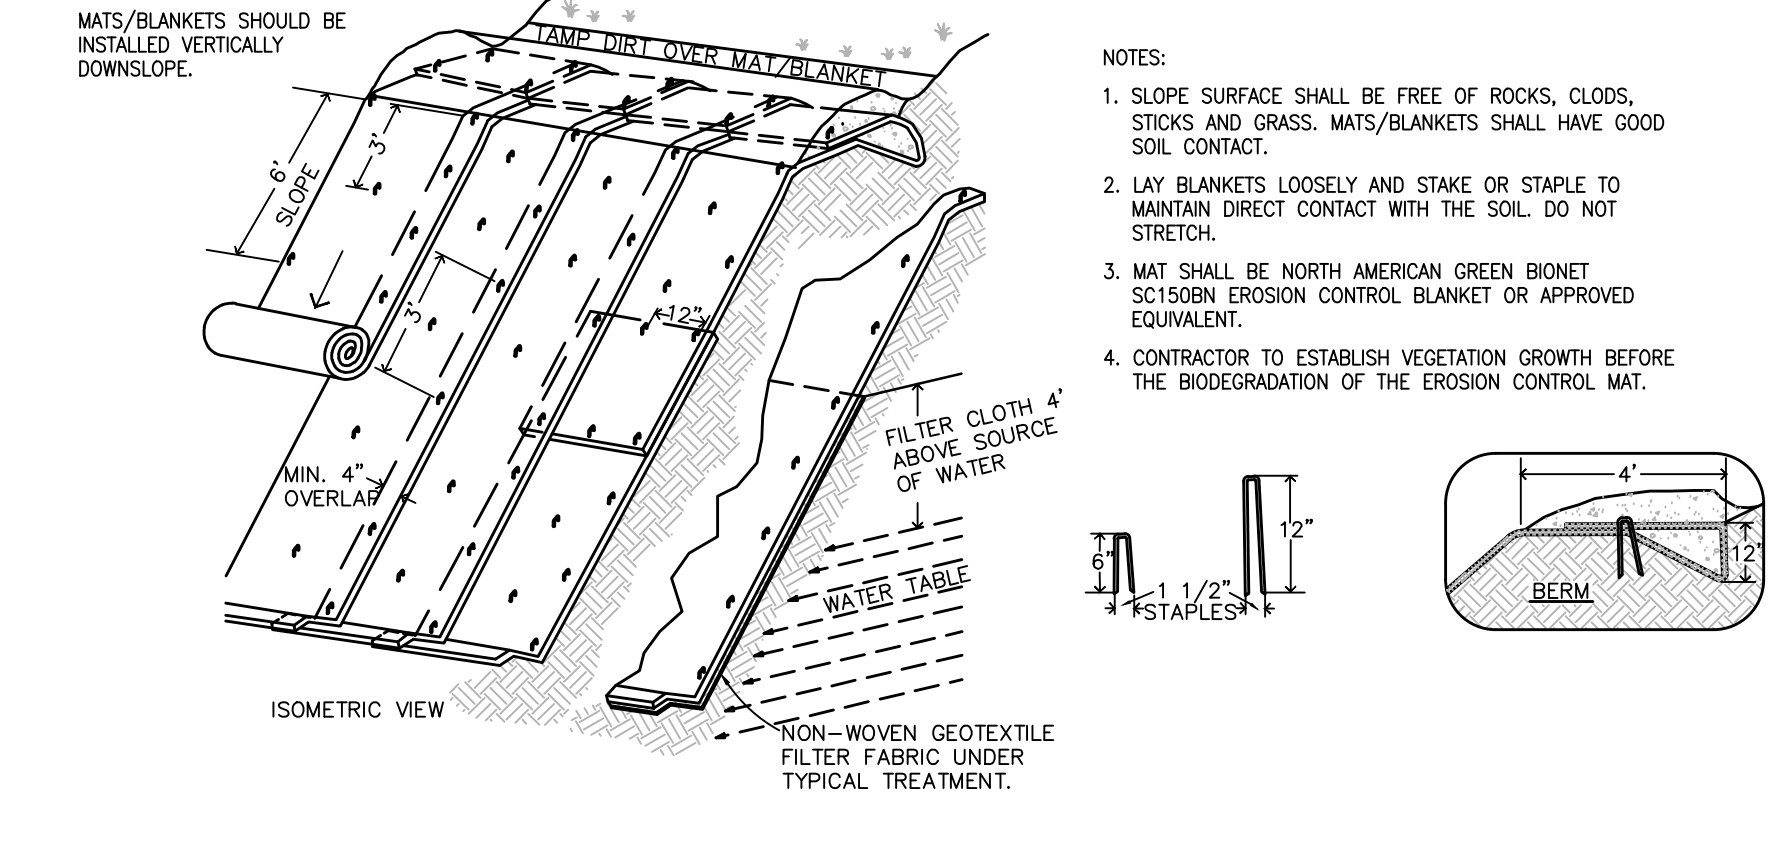 MATS/BLANKETS SHOULD BE
INSTALLED VERTICALLY
DOWNSLOPE.
TAMP DIRT OVER MAT/BLANKET
6'
SLOPE
3'
3'
12"
MIN. 4"
OVERLAP
FILTER CLOTH 4'
ABOVE SOURCE
OF WATER
WATER TABLE
ISOMETRIC VIEW
NON-WOVEN GEOTEXTILE
FILTER FABRIC UNDER
TYPICAL TREATMENT.
NOTES:
1. SLOPE SURFACE SHALL BE FREE OF ROCKS, CLODS,
STICKS AND GRASS. MATS/BLANKETS SHALL HAVE GOOD
SOIL CONTACT.
2. LAY BLANKETS LOOSELY AND STAKE OR STAPLE TO
MAINTAIN DIRECT CONTACT WITH THE SOIL. DO NOT
STRETCH.
3. MAT SHALL BE NORTH AMERICAN GREEN BIONET
SC150BN EROSION CONTROL BLANKET OR APPROVED
EQUIVALENT.
4. CONTRACTOR TO ESTABLISH VEGETATION GROWTH BEFORE
THE BIODEGRADATION OF THE EROSION CONTROL MAT.
6"
12"
1 1/2"
STAPLES
4'
12"
BERM